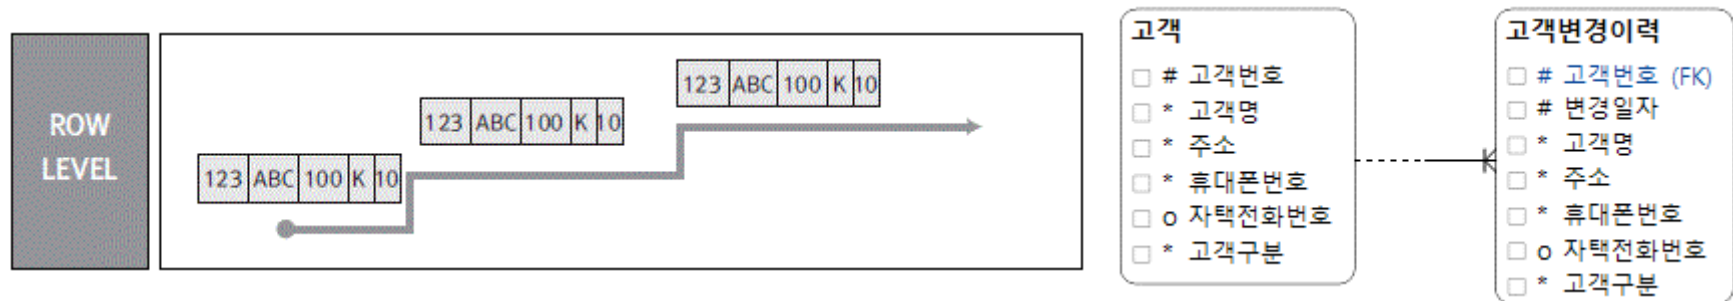 ROW
LEVEL
123 ABC 100 K 10
123 ABC 100 K 10
123 ABC 100 K 10
고객
# 고객번호
* 고객명
* 주소
* 휴대폰번호
o 자택전화번호
* 고객구분
고객변경이력
# 고객번호 (FK)
# 변경일자
* 고객명
* 주소
* 휴대폰번호
o 자택전화번호
* 고객구분